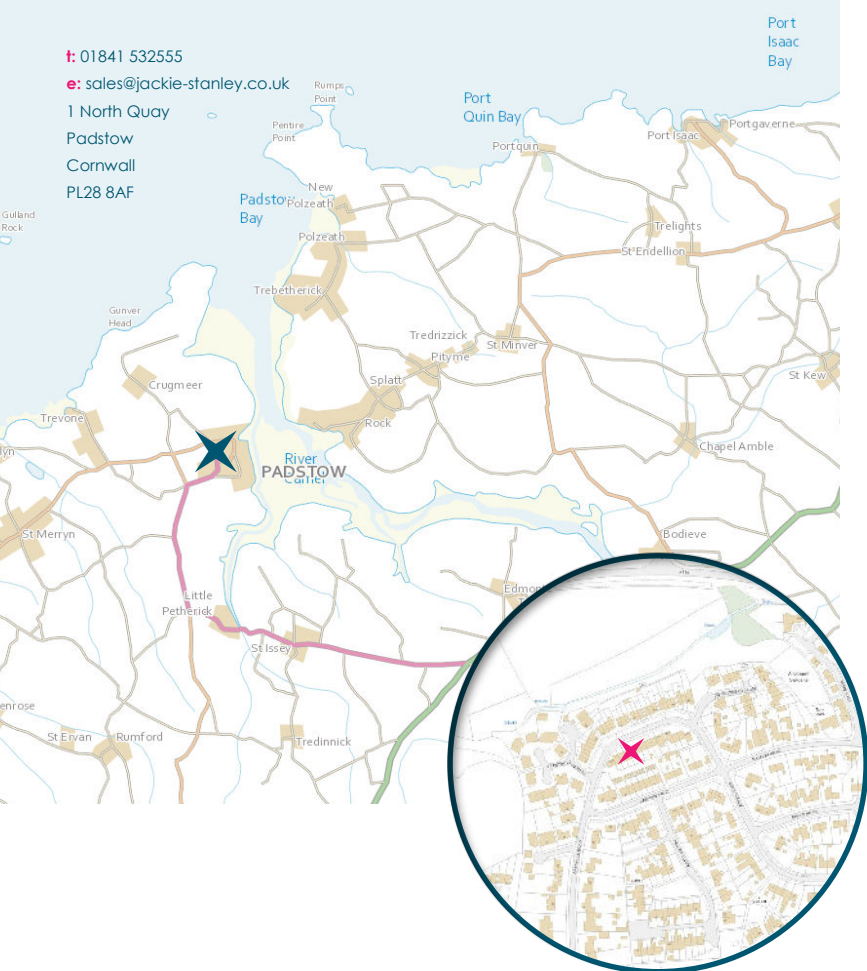 t: 01841 532555
e: sales@jackie-stanley.co.uk
1 North Quay
Padstow
Cornwall
PL28 8AF
Port
Isaac
Bay
Rumps
Point
Port
Quin Bay
Pentire
Point
Portquin
Port Isaac
Portgaverne
New
Polzeath
Padstow
Bay
Gulland
Rock
Polzeath
Trelights
St Endellion
Trebetherick
Gunver
Head
Tredrizzick
St Minver
Pityme
Crugmeer
Splatt
St Kew
Trevone
Rock
lyn
Chapel Amble
River
Camel
PADSTOW
St Merryn
Bodieve
Little
Petherick
Edmon
St Issey
enrose
St Ervan
Rumford
Tredinnick